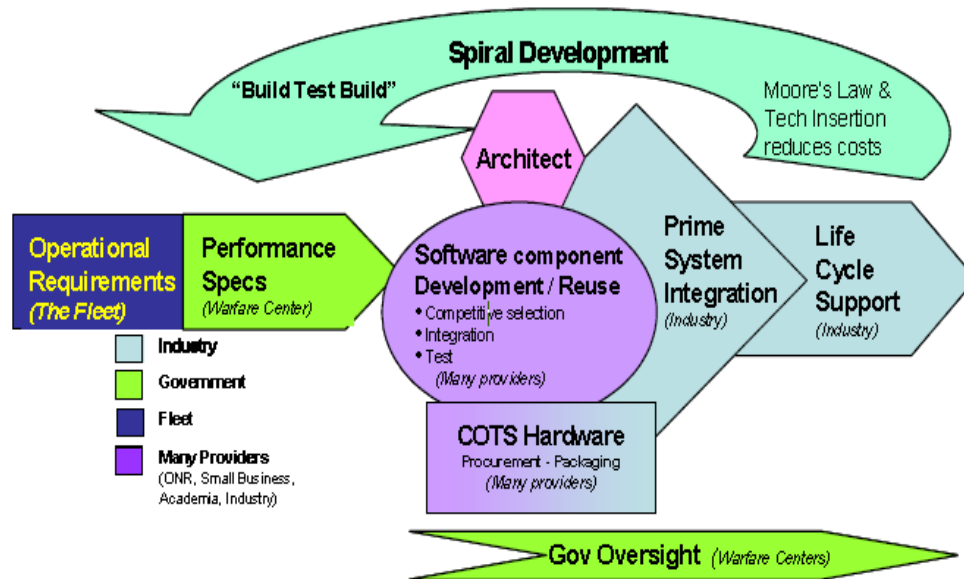 Spiral Development
“Build Test Build”
Moore's Law &
Tech Insertion
reduces costs
Architect
Operational
Requirements
(The Fleet)
Performance
Specs
(Warfare Center)
Software component
Development / Reuse
• Competitive selection
• Integration
• Test
(Many providers)
Prime
System
Integration
(Industry)
Life
Cycle
Support
(Industry)
Industry
Government
Fleet
Many Providers
(ONR, Small Business,
Academia, Industry)
COTS Hardware
Procurement - Packaging
(Many providers)
Gov Oversight (Warfare Centers)